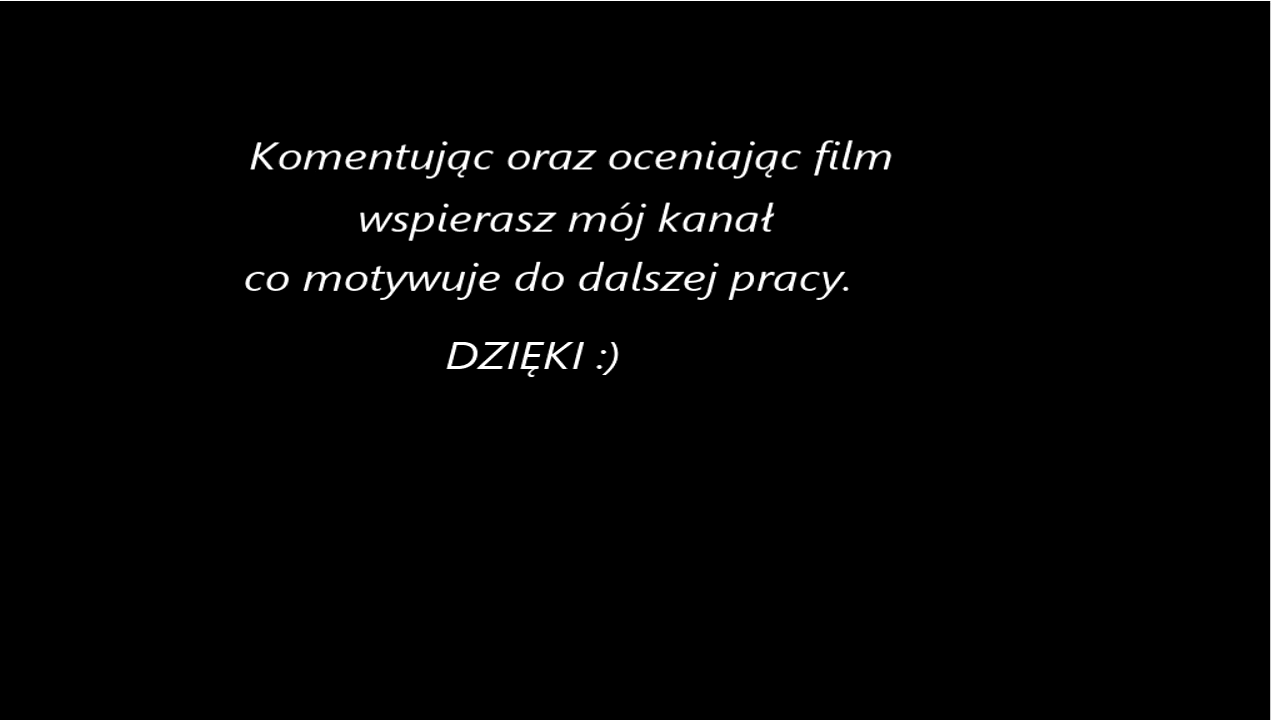 Komentując oraz oceniając film
wspierasz mój kanał
co motywuje do dalszej pracy.
DZIĘKI :)